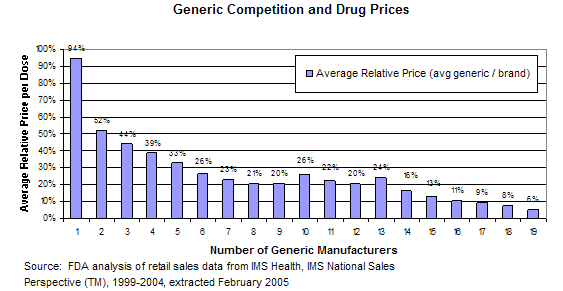 Generic Competition and Drug Prices
Average Relative Price per Dose
100%
90%
80%
70%
60%
50%
40%
30%
20%
10%
0%
Average Relative Price (avg generic / brand)
94% 52% 44% 39% 33% 26% 23% 21% 20% 26% 22% 20% 24% 16% 13% 11% 9% 8% 6%
1 2 3 4 5 6 7 8 9 10 11 12 13 14 15 16 17 18 19
Number of Generic Manufacturers
Source: FDA analysis of retail sales data from IMS Health, IMS National Sales
Perspective (TM), 1999-2004, extracted February 2005